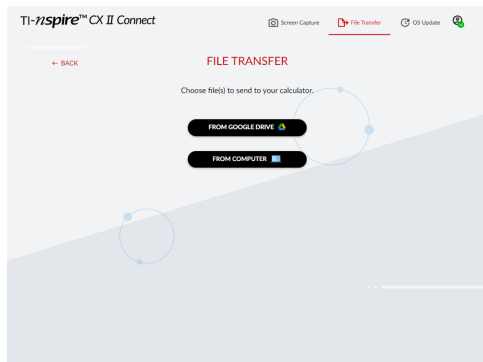 TI-nspire™ CX II Connect
Screen Capture
File Transfer
OS Update
← BACK
FILE TRANSFER
Choose file(s) to send to your calculator.
FROM GOOGLE DRIVE
FROM COMPUTER